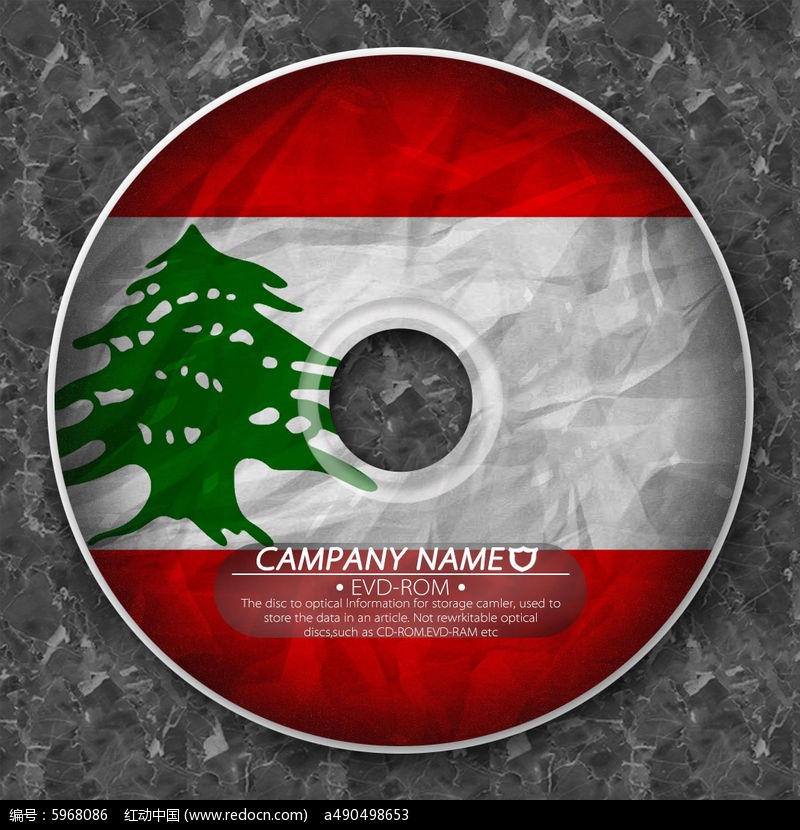 CAMPANY NAME
• EVD-ROM •
The disc to optical Information for storage camler, used to
store the data in an article. Not rewrkitable optical
discs,such as CD-ROM.EVD-RAM etc
编号：5968086 红动中国 (www.redocn.com) a490498653